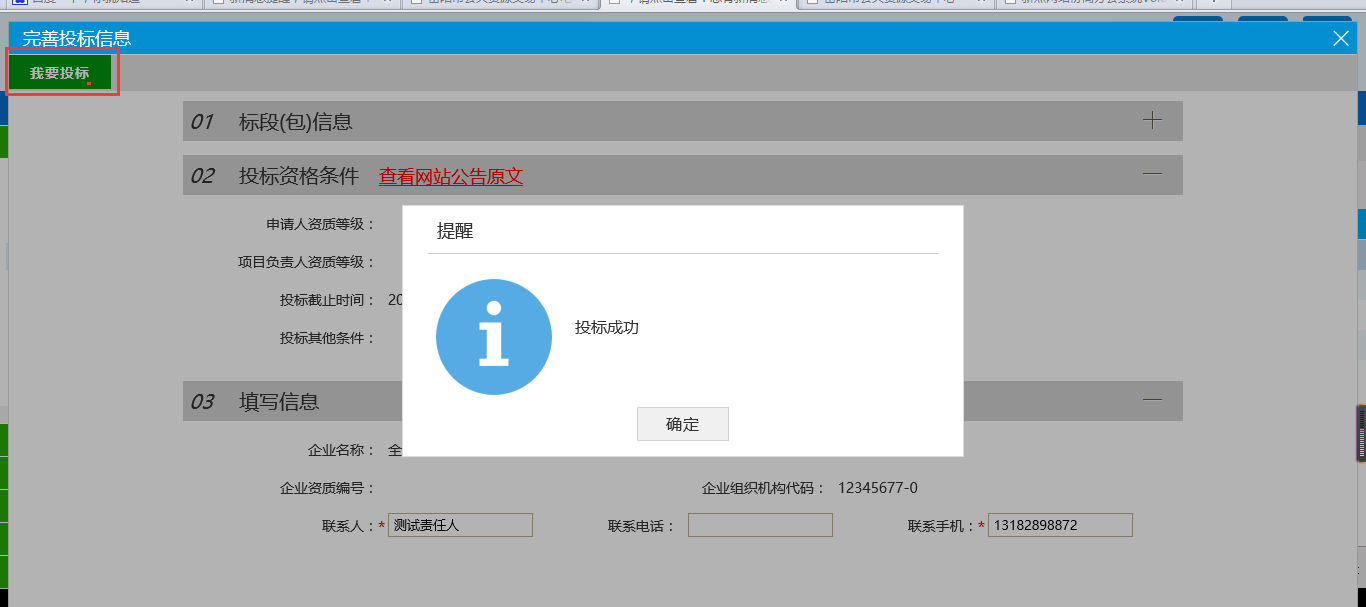 完善投标信息
我要投标
01 标段(包)信息
02 投标资格条件 查看网站公告原文
申请人资质等级：
项目负责人资质等级：
投标截止时间： 20
投标其他条件：
提醒
投标成功
确定
03 填写信息
企业名称： 全
企业资质编号： 企业组织机构代码： 12345677-0
联系人：* 测试责任人 联系电话： 联系手机：* 13182898872